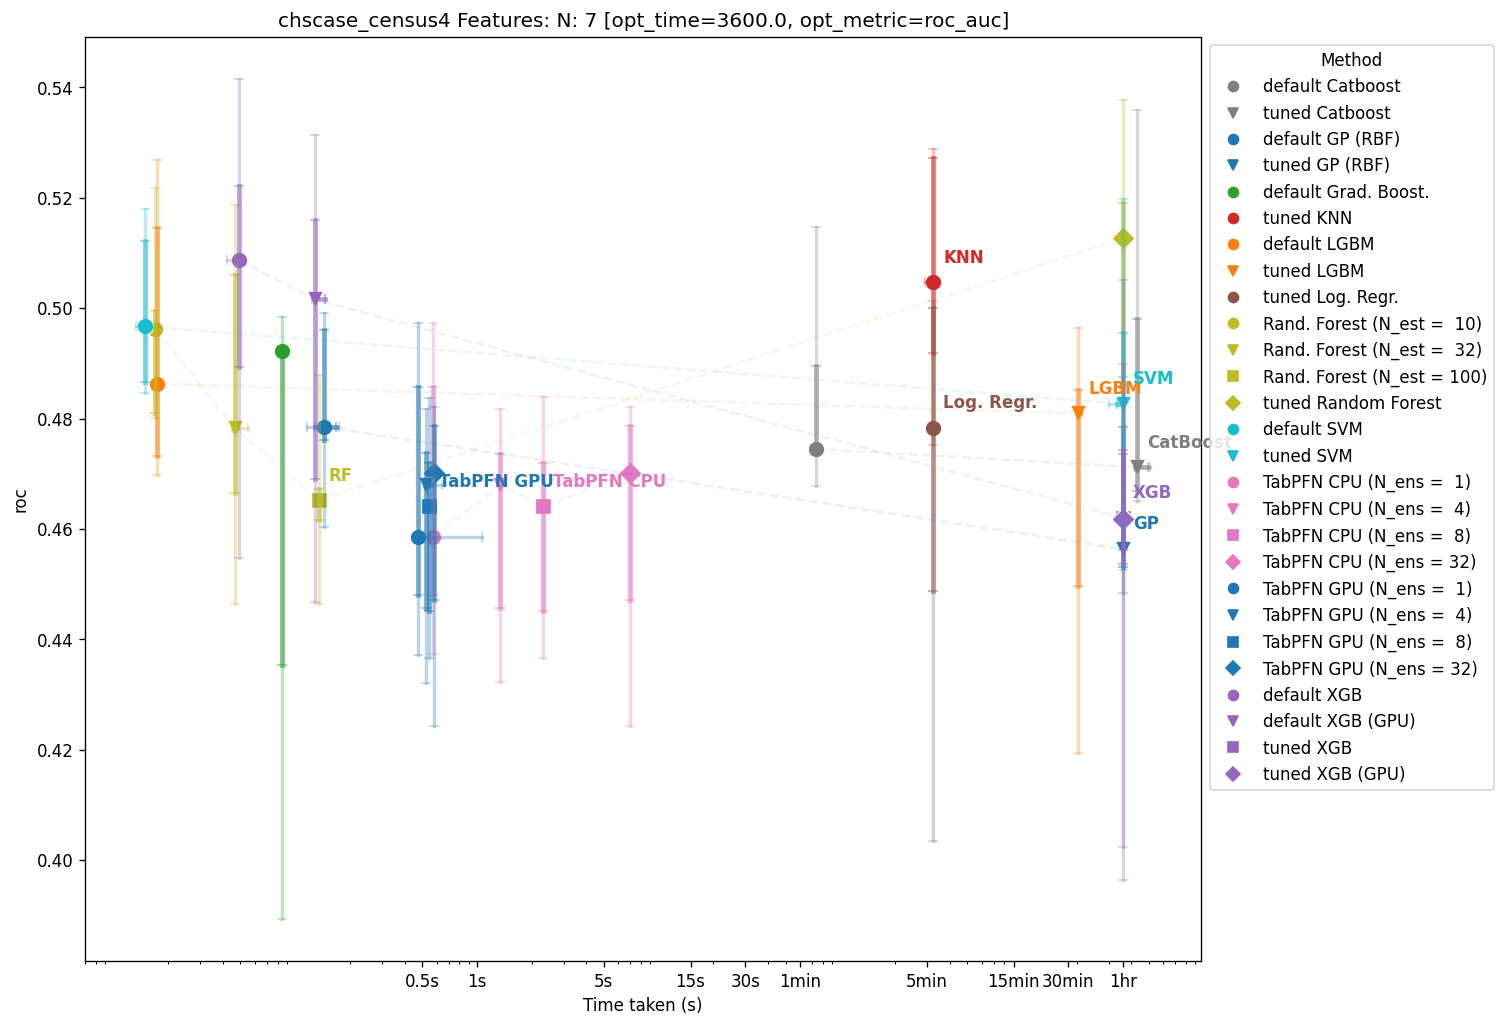 chscase_census4 Features: N: 7 [opt_time=3600.0, opt_metric=roc_auc]
roc
0.54
0.52
0.50
0.48
0.46
0.44
0.42
0.40
KNN
SVM
LGBM
Log. Regr.
CatBoost
RF
TabPFN GPU
TabPFN CPU
XGB
GP
0.5s
1s
5s
15s
30s
1min
5min
15min
30min
1hr
Time taken (s)
Method
default Catboost
tuned Catboost
default GP (RBF)
tuned GP (RBF)
default Grad. Boost.
tuned KNN
default LGBM
tuned LGBM
tuned Log. Regr.
Rand. Forest (N_est =  10)
Rand. Forest (N_est =  32)
Rand. Forest (N_est = 100)
tuned Random Forest
default SVM
tuned SVM
TabPFN CPU (N_ens =  1)
TabPFN CPU (N_ens =  4)
TabPFN CPU (N_ens =  8)
TabPFN CPU (N_ens = 32)
TabPFN GPU (N_ens =  1)
TabPFN GPU (N_ens =  4)
TabPFN GPU (N_ens =  8)
TabPFN GPU (N_ens = 32)
default XGB
default XGB (GPU)
tuned XGB
tuned XGB (GPU)